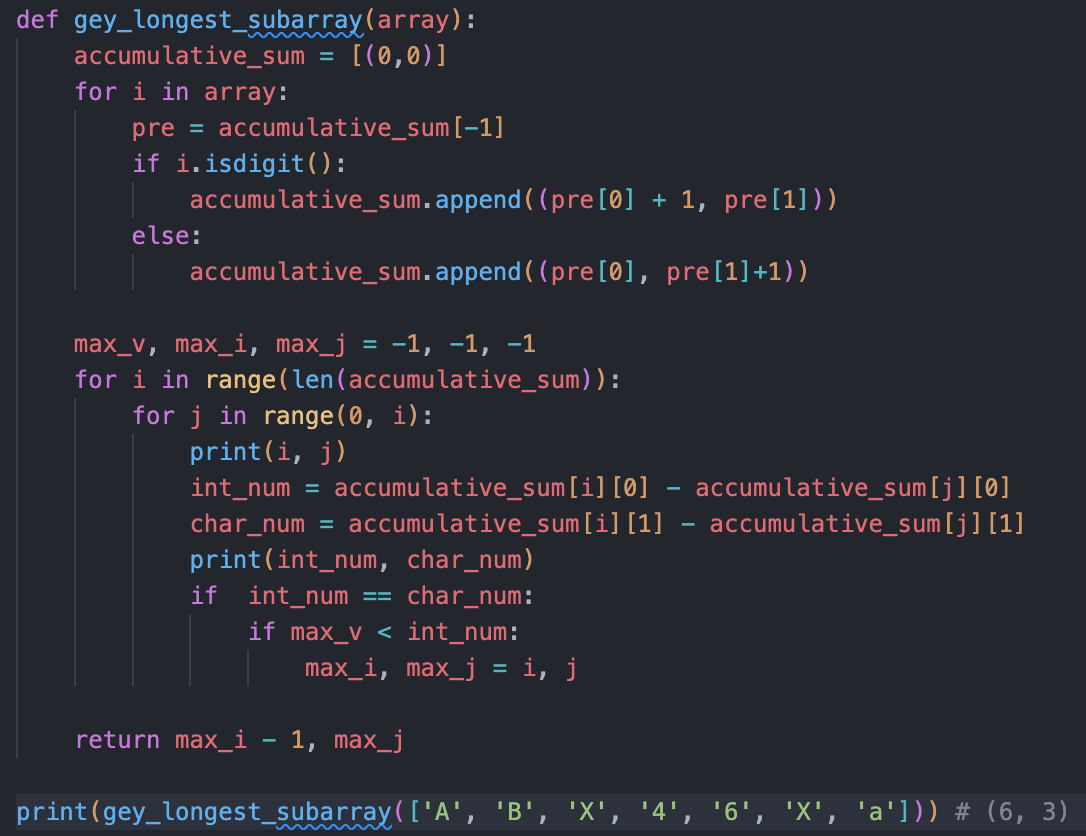 def gey_longest_subarray(array):
    accumulative_sum = [(0,0)]
    for i in array:
        pre = accumulative_sum[-1]
        if i.isdigit():
            accumulative_sum.append((pre[0] + 1, pre[1]))
        else:
            accumulative_sum.append((pre[0], pre[1]+1))

    max_v, max_i, max_j = -1, -1, -1
    for i in range(len(accumulative_sum)):
        for j in range(0, i):
            print(i, j)
            int_num = accumulative_sum[i][0] - accumulative_sum[j][0]
            char_num = accumulative_sum[i][1] - accumulative_sum[j][1]
            print(int_num, char_num)
            if  int_num == char_num:
                if max_v < int_num:
                    max_i, max_j = i, j

    return max_i - 1, max_j

print(gey_longest_subarray(['A', 'B', 'X', '4', '6', 'X', 'a'])) # (6, 3)